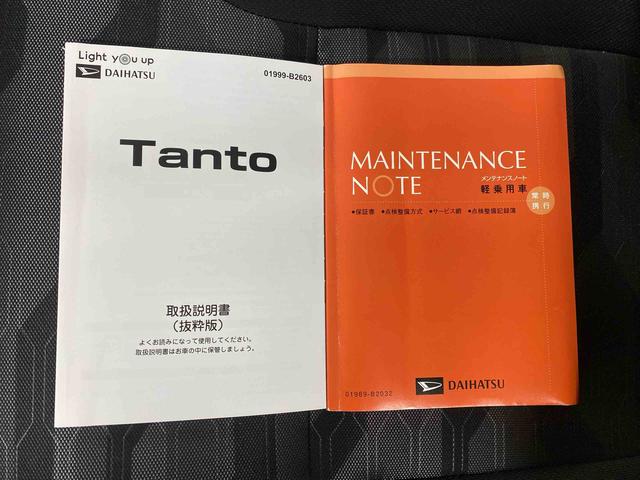 Light you up
DAIHATSU
01999-B2603
Tanto
取扱説明書
(抜粋版)
よくお読みになって使用してください。
取扱説明書はお車の中に保管しましょう。
MAINTENANCE
NOTE
メンテナンスノート
軽乗用車
常時
携行
●保証書 ●点検整備方式 ●サービス網 ●点検整備記録簿
01989-B2032
DAIHATSU